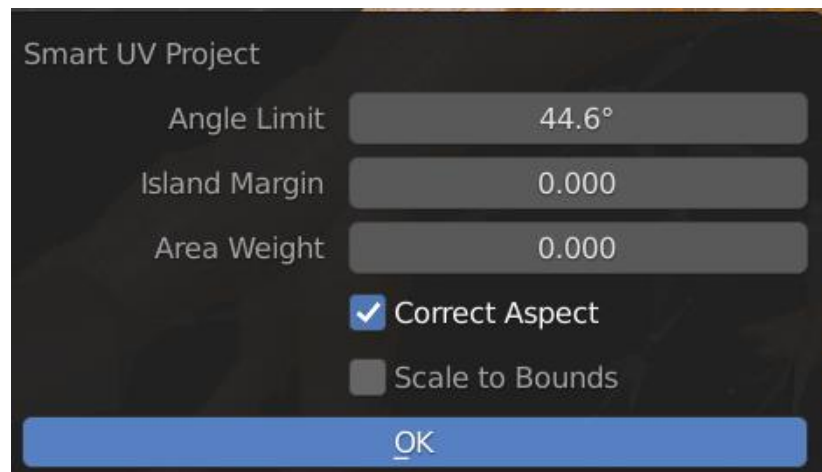 Smart UV Project
Angle Limit 44.6°
Island Margin 0.000
Area Weight 0.000
Correct Aspect
Scale to Bounds
OK